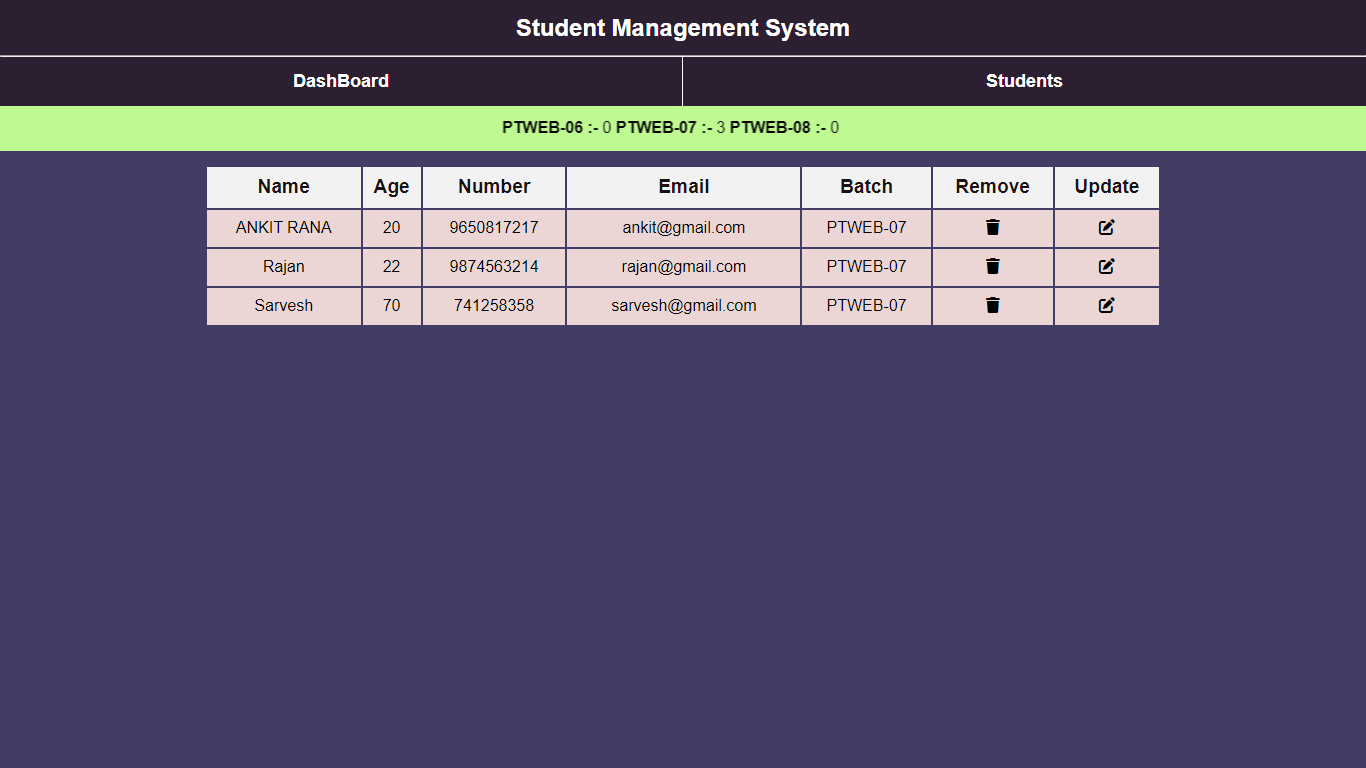 Student Management System
DashBoard Students
PTWEB-06 :- 0 PTWEB-07 :- 3 PTWEB-08 :- 0
Name Age Number Email Batch Remove Update
ANKIT RANA 20 9650817217 ankit@gmail.com PTWEB-07
Rajan 22 9874563214 rajan@gmail.com PTWEB-07
Sarvesh 70 741258358 sarvesh@gmail.com PTWEB-07